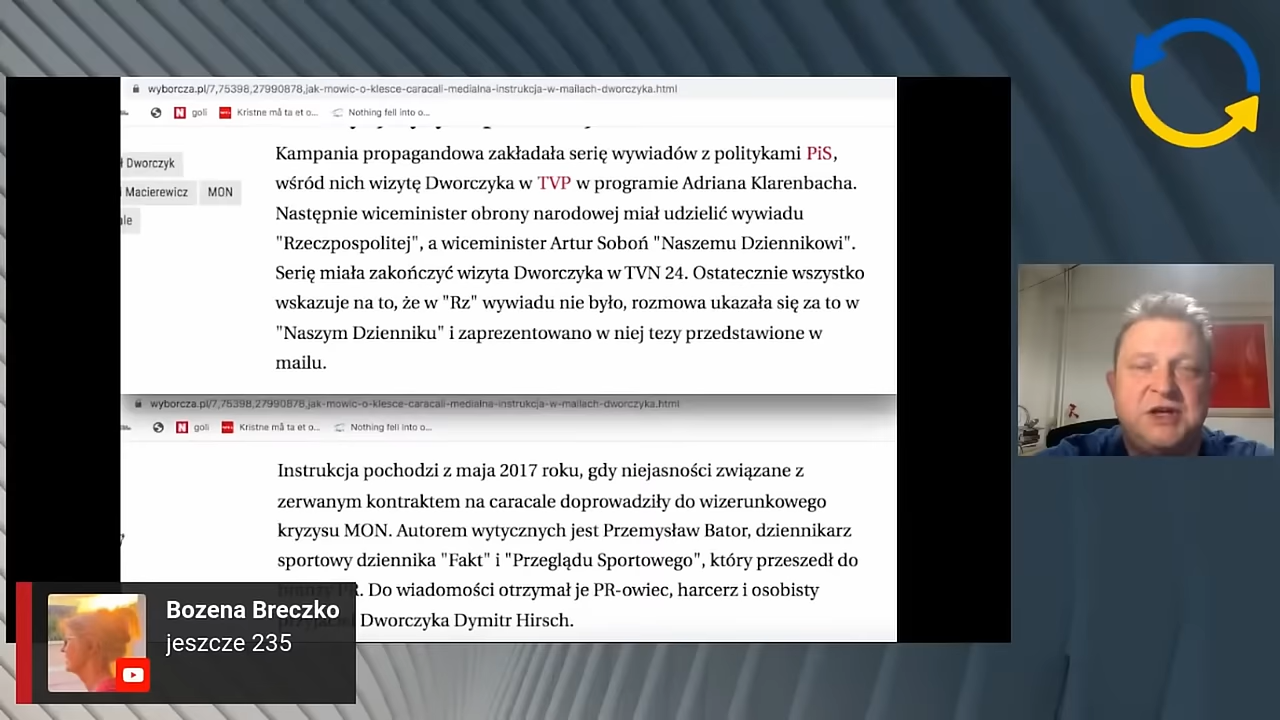 wyborcza.pl/7,75398,27990878,jak-mowic-o-klesce-caracali-medialna-instrukcja-w-mailach-dworczyka.html
goli
Kristne må ta et o...
Nothing fell into o...
Dworczyk
Macierewicz
MON
Kampania propagandowa zakładała serię wywiadów z politykami PiS,
wśród nich wizytę Dworczyka w TVP w programie Adriana Klarenbacha.
Następnie wiceminister obrony narodowej miał udzielić wywiadu
"Rzeczpospolitej", a wiceminister Artur Soboń "Naszemu Dziennikowi".
Serię miała zakończyć wizyta Dworczyka w TVN 24. Ostatecznie wszystko
wskazuje na to, że w "Rz" wywiadu nie było, rozmowa ukazała się za to w
"Naszym Dzienniku" i zaprezentowano w niej tezy przedstawione w
mailu.
wyborcza.pl/7,75398,27990878,jak-mowic-o-klesce-caracali-medialna-instrukcja-w-mailach-dworczyka.html
goli
Kristne må ta et o...
Nothing fell into o...
Instrukcja pochodzi z maja 2017 roku, gdy niejasności związane z
zerwanym kontraktem na caracale doprowadziły do wizerunkowego
kryzysu MON. Autorem wytycznych jest Przemysław Bator, dziennikarz
sportowy dziennika "Fakt" i "Przeglądu Sportowego", który przeszedł do
branży PR. Do wiadomości otrzymał je PR-owiec, harcerz i osobisty
przyjaciel Dworczyka Dymitr Hirsch.
Bozena Breczko
jeszcze 235